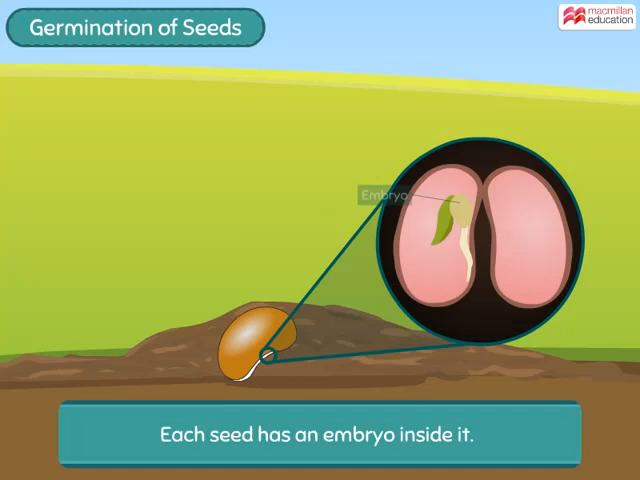 Germination of Seeds
macmillan
education
Embryo
Each seed has an embryo inside it.